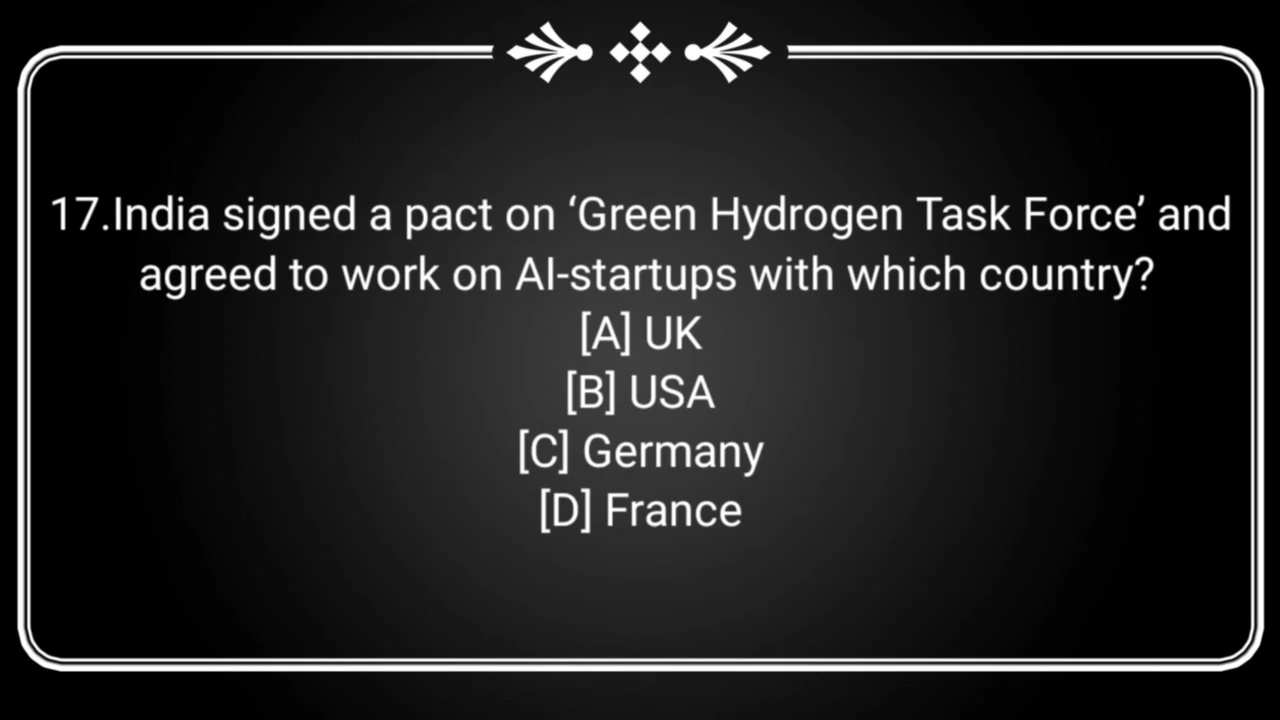 17.India signed a pact on ‘Green Hydrogen Task Force’ and
agreed to work on AI-startups with which country?
[A] UK
[B] USA
[C] Germany
[D] France